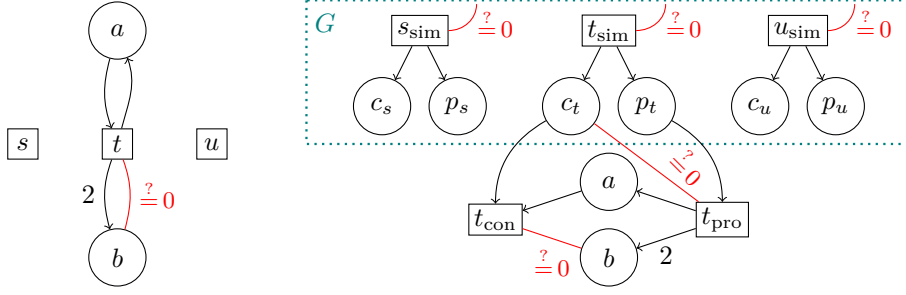 a
s
t
u
2
?
= 0
b
G
s_sim
?
= 0
t_sim
?
= 0
u_sim
?
= 0
c_s
p_s
c_t
p_t
c_u
p_u
?
= 0
a
t_con
t_pro
?
= 0
b
2